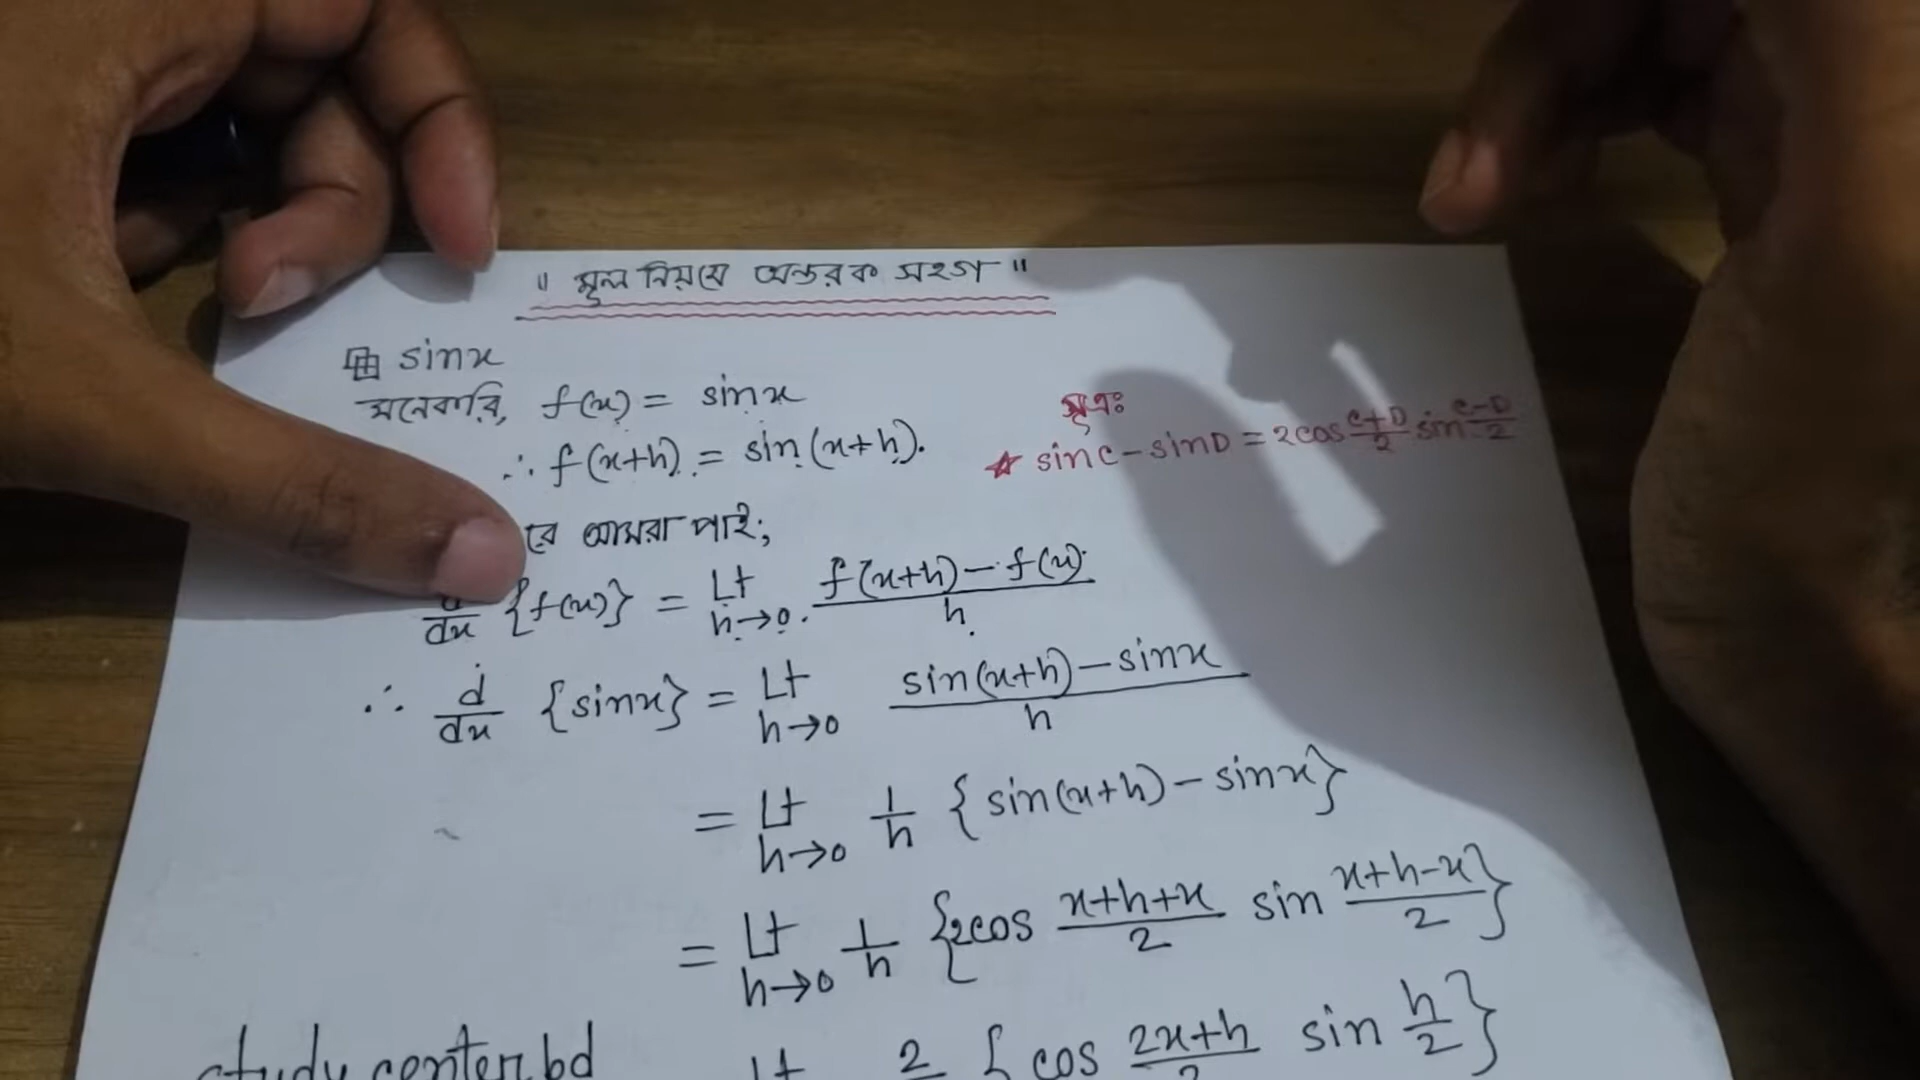 " মূল নিয়মে অন্তরক সহগ "
sinx
মনেকরি, f(x) = sinx
∴ f(x+h) = sin(x+h).
সূত্রঃ
★ sinC - sinD = 2cos (C+D)/2 sin (C-D)/2
রে আমরা পাই;
d/dx {f(x)} = Lt h→0 (f(x+h) - f(x))/h
∴ d/dx {sinx} = Lt h→0 (sin(x+h) - sinx)/h
= Lt h→0 1/h {sin(x+h) - sinx}
= Lt h→0 1/h {2cos (x+h+x)/2 sin (x+h-x)/2}
Lt 2 {cos (2x+h)/2 sin h/2}
study center.bd